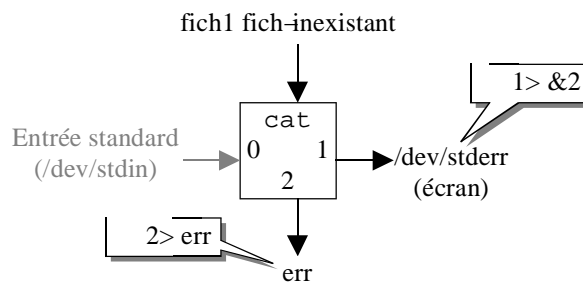 fich1 fich-inexistant
1> &2
cat
Entrée standard
(/dev/stdin)
0
1
/dev/stderr
(écran)
2
2> err
err